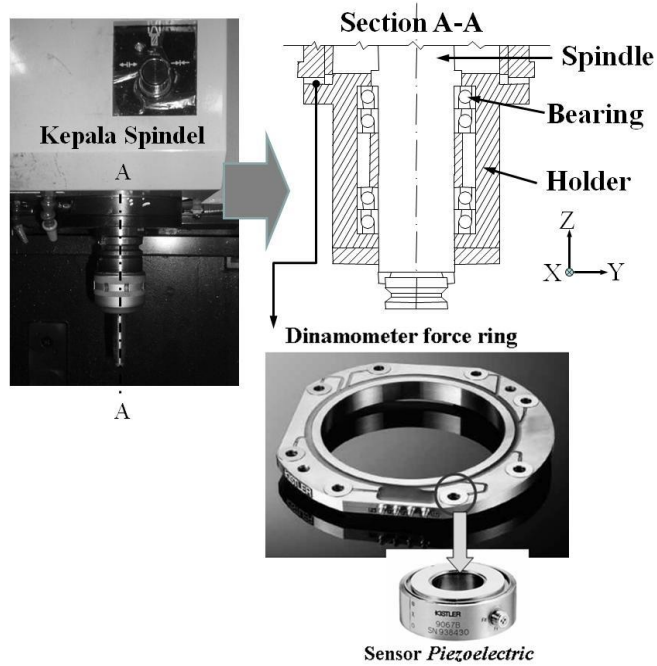 Section A-A
Spindle
Kepala Spindel
A
Bearing
Holder
Z
X
Y
Dinamometer force ring
A
KISTLER
KISTLER
9067B
SN 938430
Sensor Piezoelectric